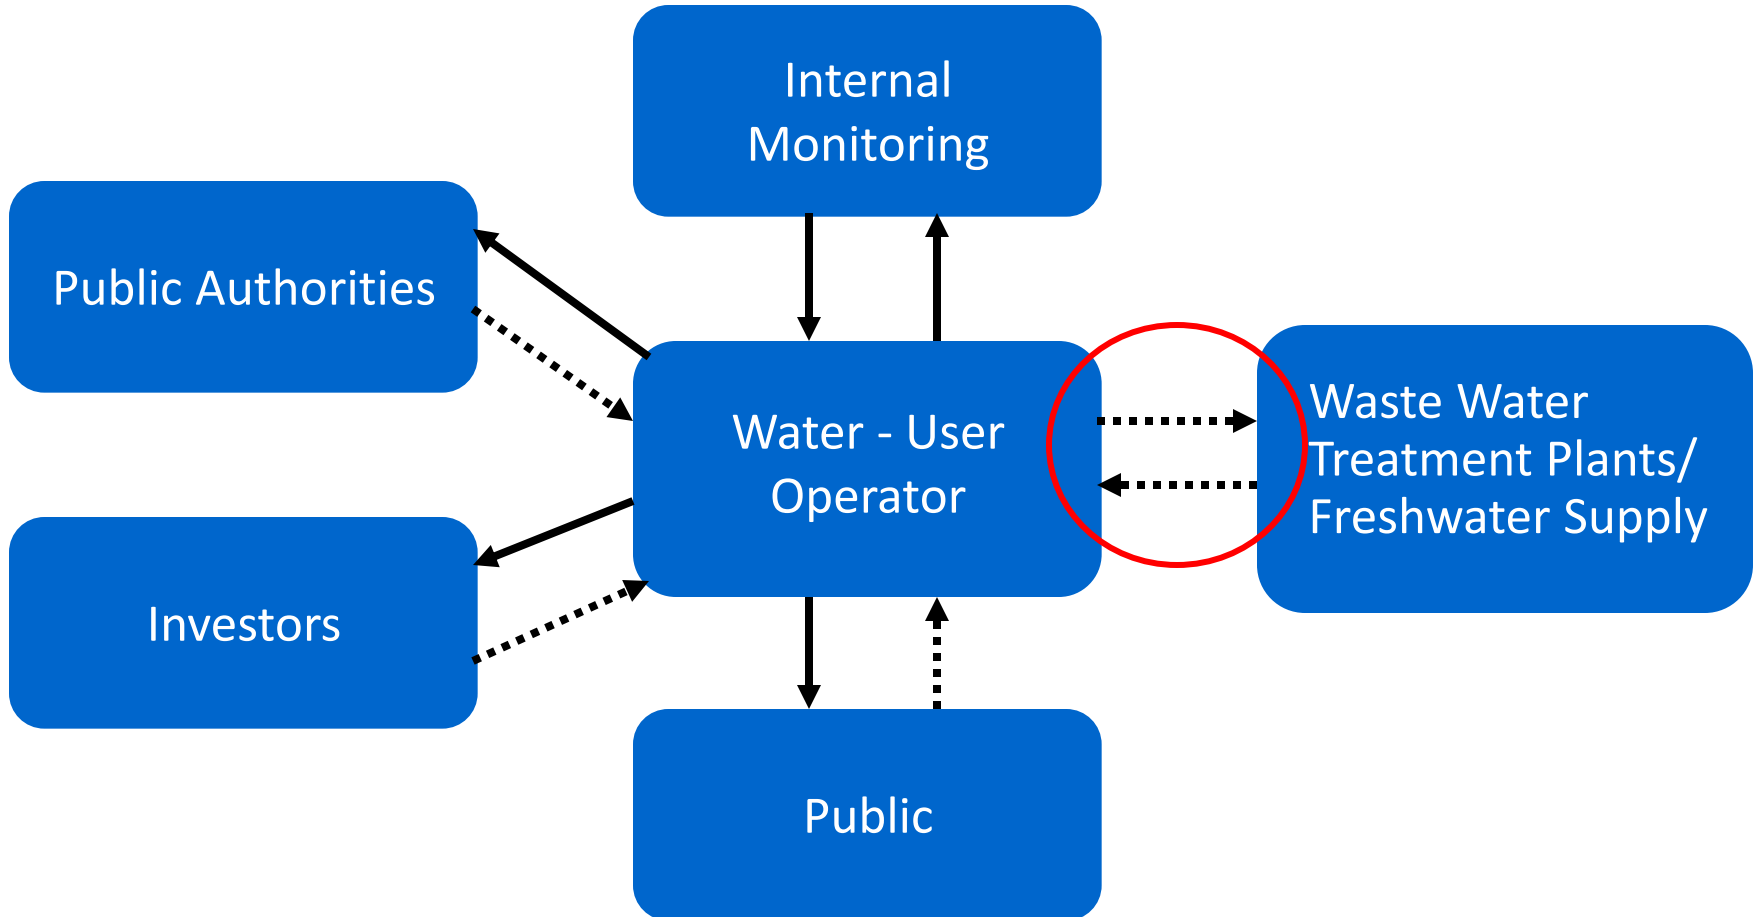 Internal
Monitoring
Public Authorities
Water - User
Operator
Waste Water
Treatment Plants/
Freshwater Supply
Investors
Public